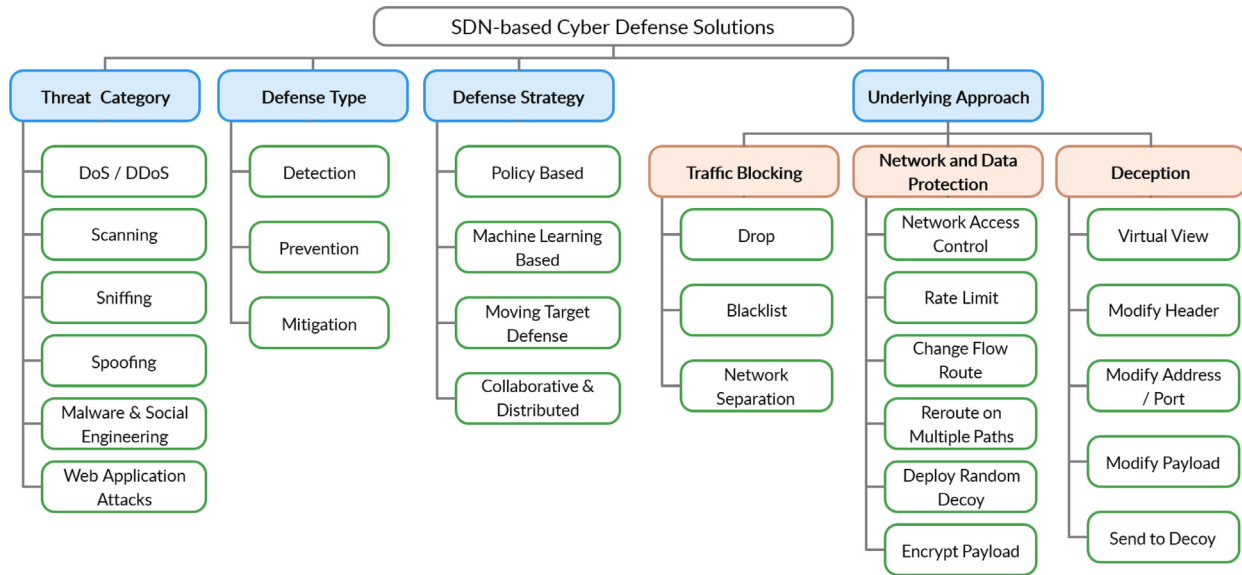 SDN-based Cyber Defense Solutions
Threat Category
Defense Type
Defense Strategy
Underlying Approach
DoS / DDoS
Scanning
Sniffing
Spoofing
Malware & Social
Engineering
Web Application
Attacks
Detection
Prevention
Mitigation
Policy Based
Machine Learning
Based
Moving Target
Defense
Collaborative &
Distributed
Traffic Blocking
Drop
Blacklist
Network
Separation
Network and Data
Protection
Network Access
Control
Rate Limit
Change Flow
Route
Reroute on
Multiple Paths
Deploy Random
Decoy
Encrypt Payload
Deception
Virtual View
Modify Header
Modify Address
/ Port
Modify Payload
Send to Decoy